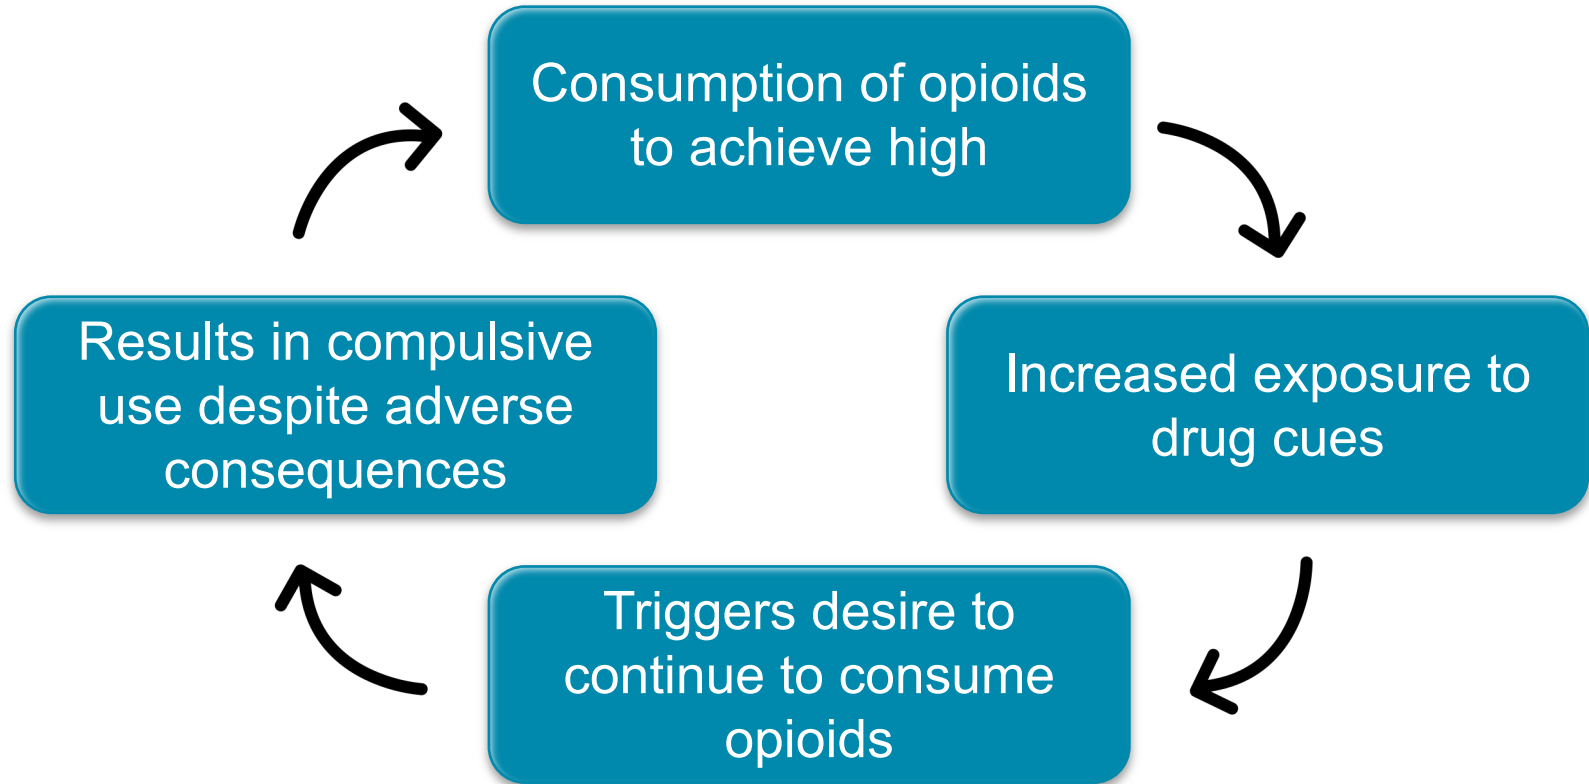 Consumption of opioids
to achieve high
Increased exposure to
drug cues
Triggers desire to
continue to consume
opioids
Results in compulsive
use despite adverse
consequences